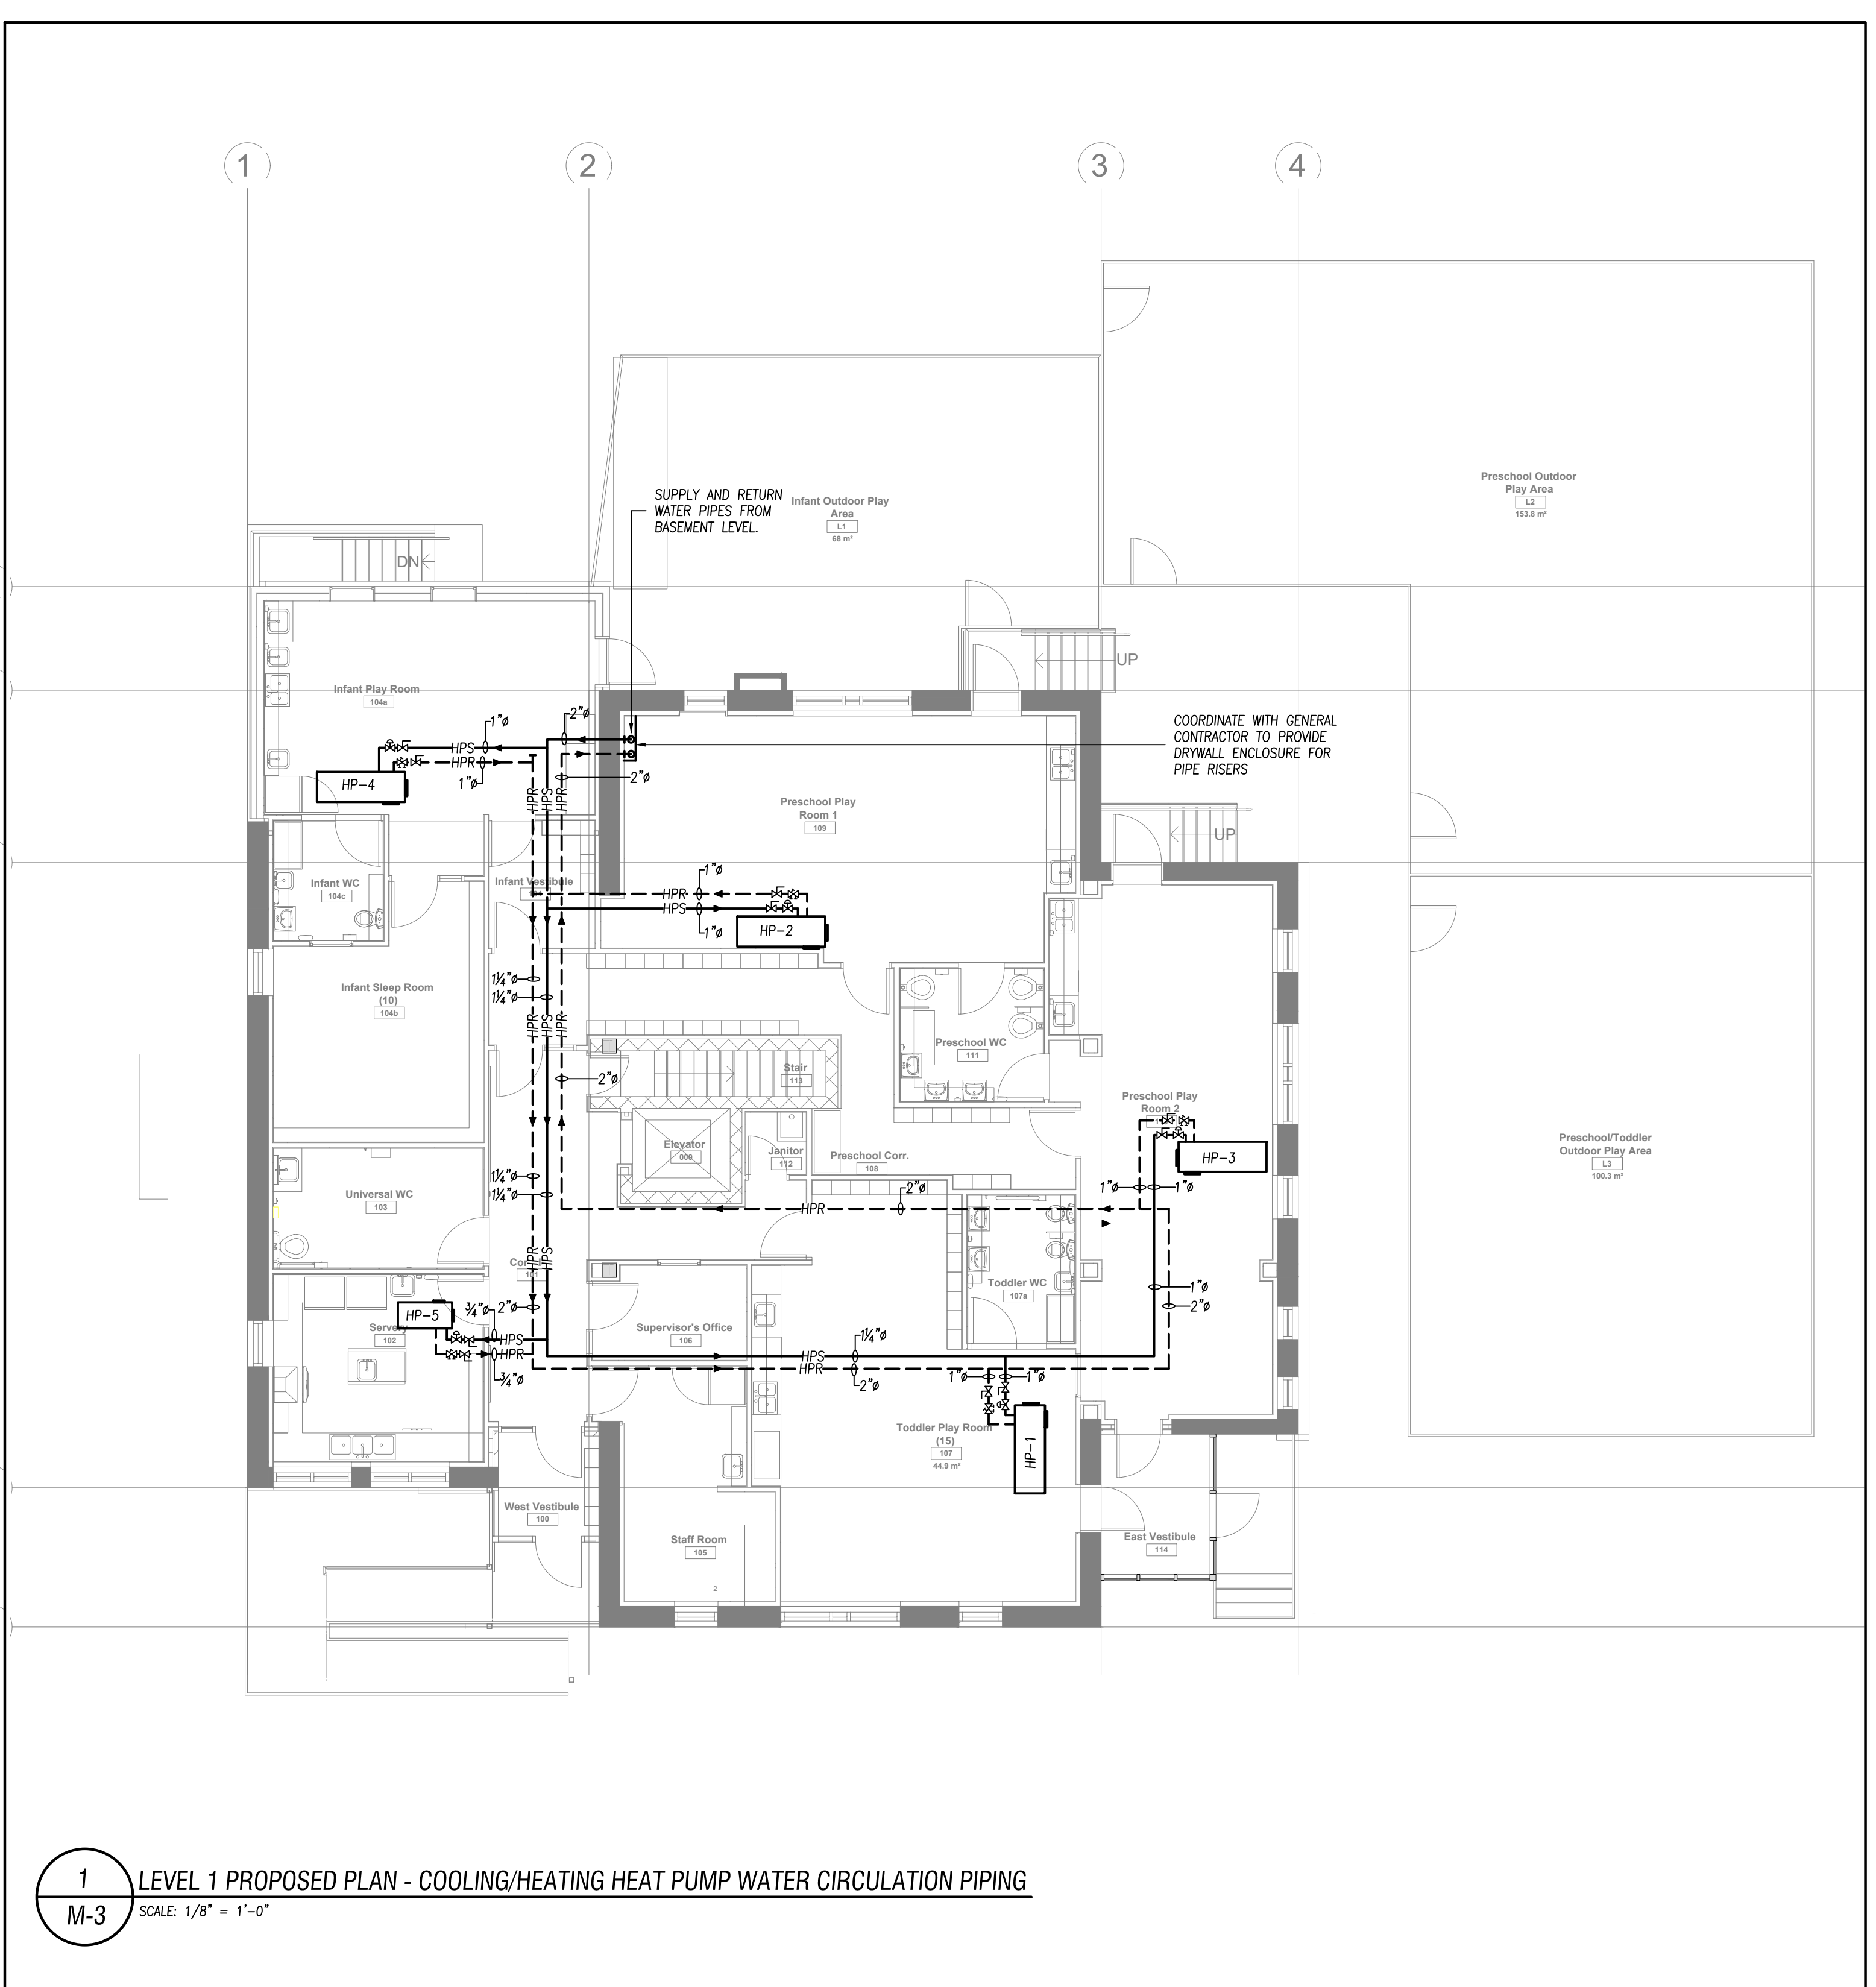 1
2
3
4
SUPPLY AND RETURN
WATER PIPES FROM
BASEMENT LEVEL.
Infant Outdoor Play
Area
L1
68 m²
Preschool Outdoor
Play Area
L2
153.8 m²
DN
UP
Infant Play Room
104a
1"ø
2"ø
HPS
HPR
1"ø
2"ø
HP-4
COORDINATE WITH GENERAL
CONTRACTOR TO PROVIDE
DRYWALL ENCLOSURE FOR
PIPE RISERS
HPR
HPS
HPR
Preschool Play
Room 1
109
UP
Infant WC
104c
Infant Vestibule
1"ø
HPR
HPS
1"ø
HP-2
Infant Sleep Room
(10)
104b
1¼"ø
1¼"ø
HPR
HPS
HPR
Preschool WC
111
Stair
113
2"ø
Preschool Play
Room 2
HP-3
Elevator
000
Janitor
112
Preschool Corr.
108
Preschool/Toddler
Outdoor Play Area
L3
100.3 m²
1¼"ø
1¼"ø
Universal WC
103
2"ø
HPR
1"ø
1"ø
HPR
HPS
101
Toddler WC
107a
1"ø
2"ø
HP-5
¾"ø
2"ø
Servery
102
HPS
HPR
¾"ø
Supervisor's Office
106
1¼"ø
HPS
HPR
2"ø
1"ø
1"ø
Toddler Play Room
(15)
107
44.9 m²
HP-1
West Vestibule
100
Staff Room
105
2
East Vestibule
114
1
M-3
LEVEL 1 PROPOSED PLAN - COOLING/HEATING HEAT PUMP WATER CIRCULATION PIPING
SCALE: 1/8" = 1'-0"